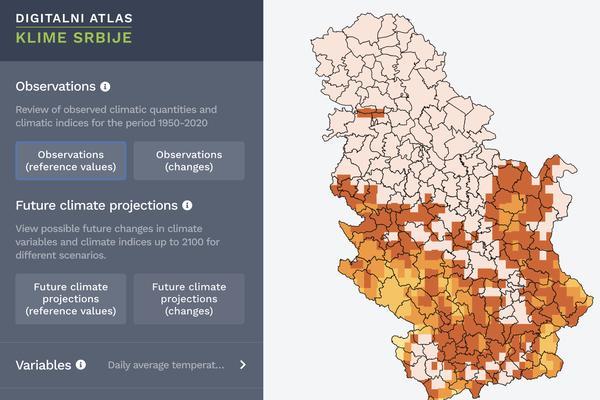 DIGITALNI ATLAS
KLIME SRBIJE
Observations
Review of observed climatic quantities and
climatic indices for the period 1950-2020
Observations
(reference values)
Observations
(changes)
Future climate projections
View possible future changes in climate
variables and climate indices up to 2100 for
different scenarios.
Future climate
projections
(reference values)
Future climate
projections
(changes)
Variables
Daily average temperat...